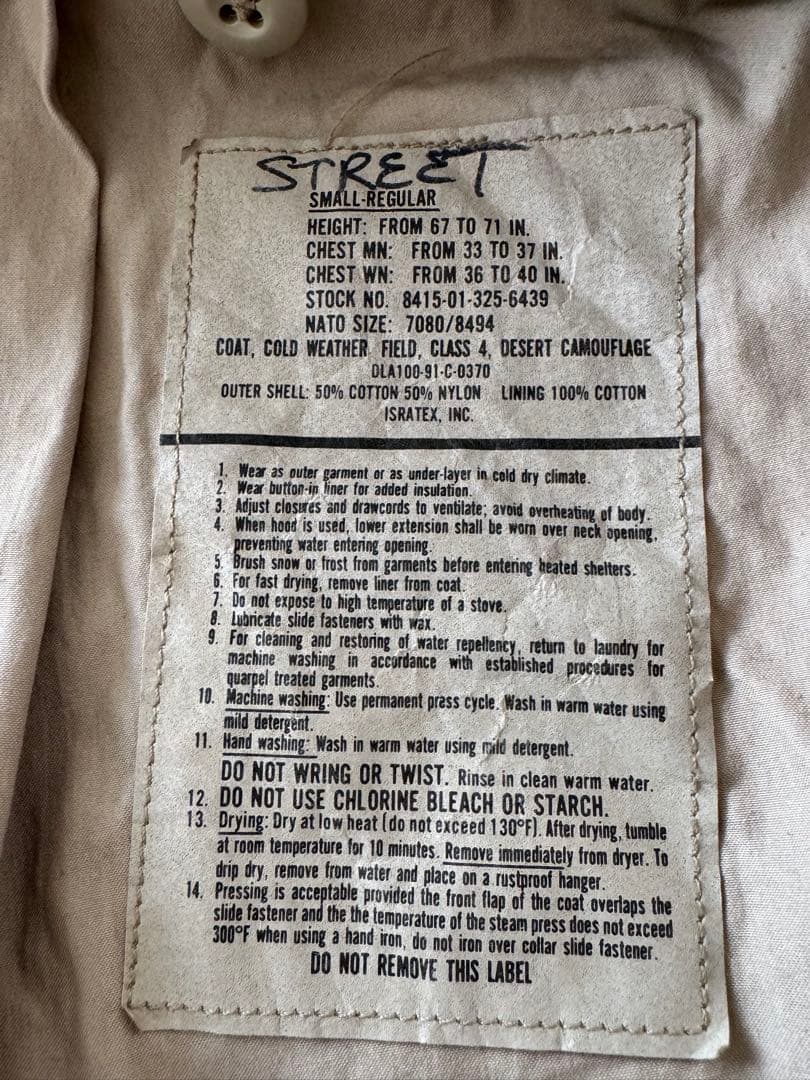 STREET
SMALL-REGULAR
HEIGHT: FROM 67 TO 71 IN.
CHEST MN: FROM 33 TO 37 IN.
CHEST WN: FROM 36 TO 40 IN.
STOCK NO. 8415-01-325-6439
NATO SIZE: 7080/8494
COAT, COLD WEATHER FIELD, CLASS 4, DESERT CAMOUFLAGE
DLA100-91-C-0370
OUTER SHELL: 50% COTTON 50% NYLON LINING 100% COTTON
ISRATEX, INC.
1. Wear as outer garment or as under-layer in cold dry climate.
2. Wear button-in liner for added insulation.
3. Adjust closures and drawcords to ventilate; avoid overheating of body.
4. When hood is used, lower extension shall be worn over neck opening,
preventing water entering opening.
5. Brush snow or frost from garments before entering heated shelters.
6. For fast drying, remove liner from coat.
7. Do not expose to high temperature of a stove.
8. Lubricate slide fasteners with wax.
9. For cleaning and restoring of water repellency, return to laundry for
machine washing in accordance with established procedures for
quarpel treated garments.
10. Machine washing: Use permanent press cycle. Wash in warm water using
mild detergent.
11. Hand washing: Wash in warm water using mild detergent.
DO NOT WRING OR TWIST. Rinse in clean warm water.
12. DO NOT USE CHLORINE BLEACH OR STARCH.
13. Drying: Dry at low heat (do not exceed 130°F). After drying, tumble
at room temperature for 10 minutes. Remove immediately from dryer. To
drip dry, remove from water and place on a rustproof hanger.
14. Pressing is acceptable provided the front flap of the coat overlaps the
slide fastener and the the temperature of the steam press does not exceed
300°F when using a hand iron, do not iron over collar slide fastener.
DO NOT REMOVE THIS LABEL